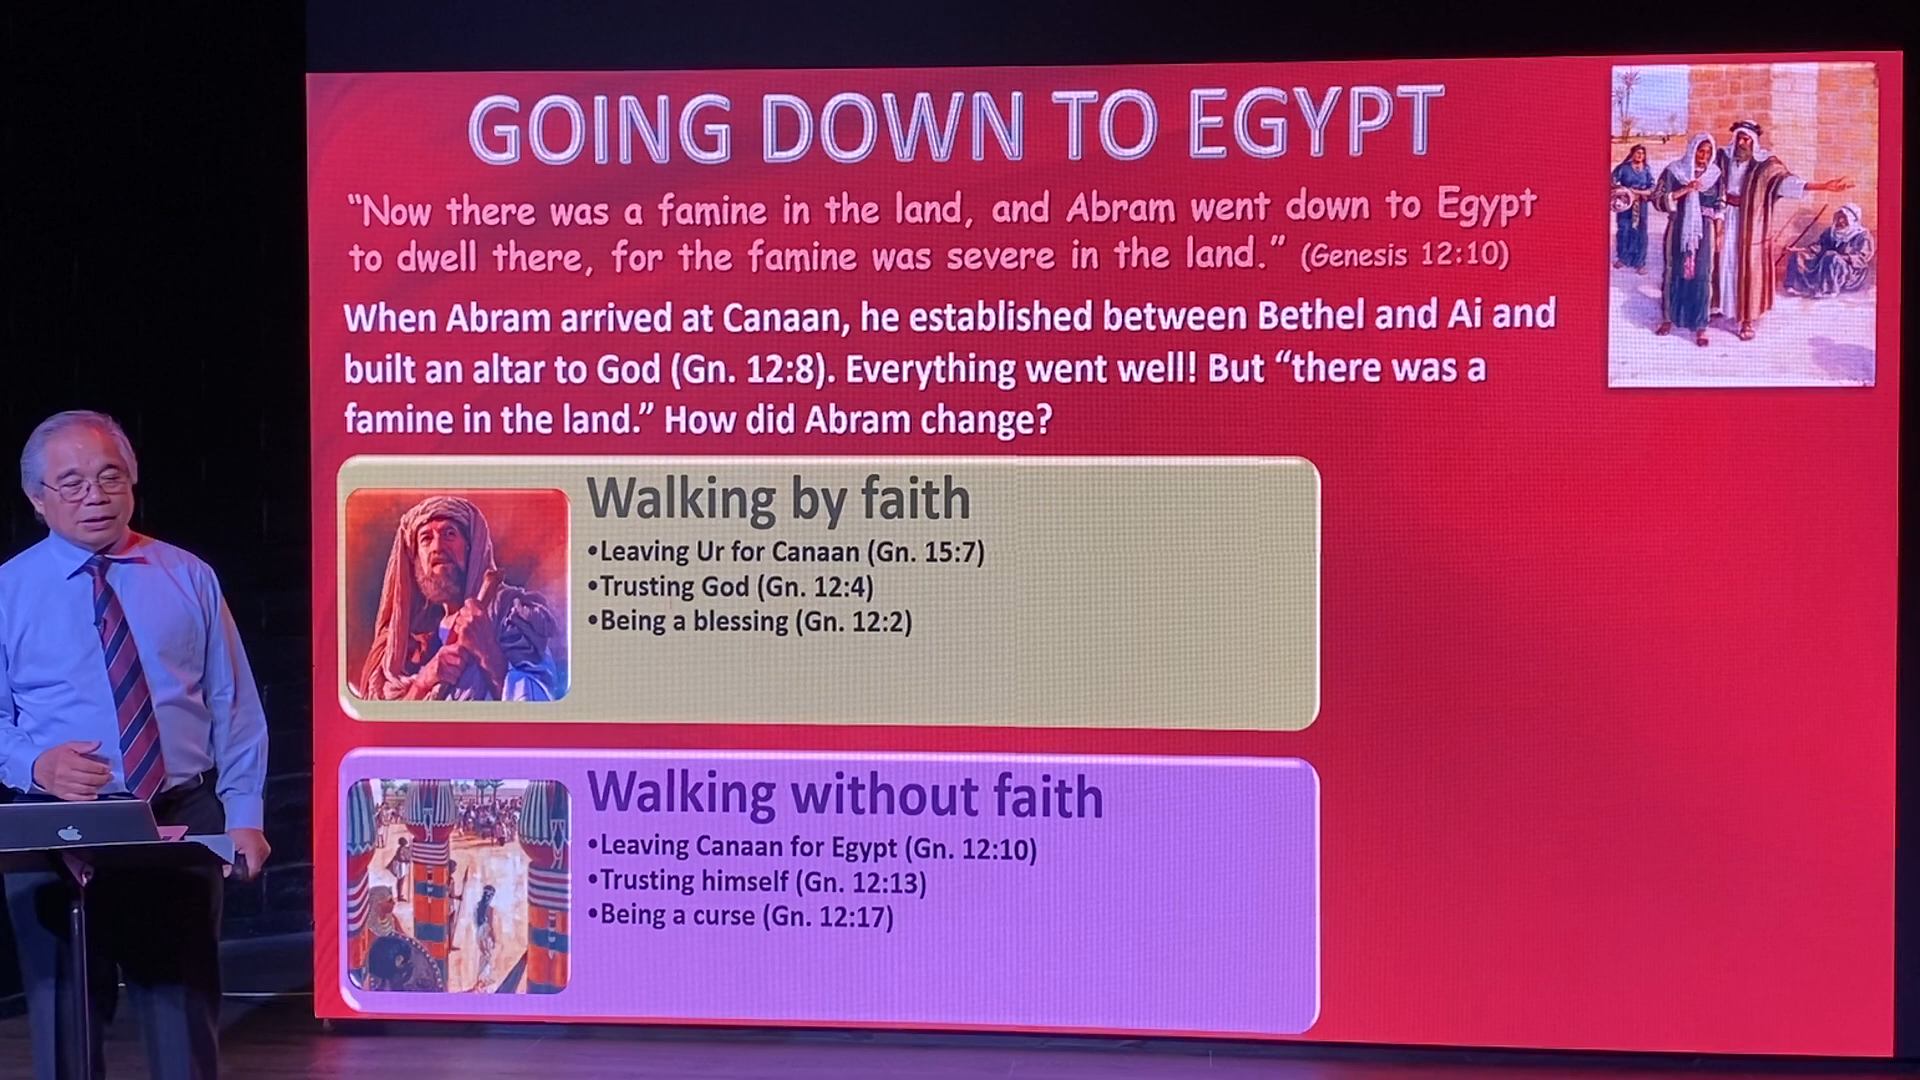 GOING DOWN TO EGYPT
“Now there was a famine in the land, and Abram went down to Egypt
to dwell there, for the famine was severe in the land.” (Genesis 12:10)
When Abram arrived at Canaan, he established between Bethel and Ai and
built an altar to God (Gn. 12:8). Everything went well! But “there was a
famine in the land.” How did Abram change?
Walking by faith
•Leaving Ur for Canaan (Gn. 15:7)
•Trusting God (Gn. 12:4)
•Being a blessing (Gn. 12:2)
Walking without faith
•Leaving Canaan for Egypt (Gn. 12:10)
•Trusting himself (Gn. 12:13)
•Being a curse (Gn. 12:17)